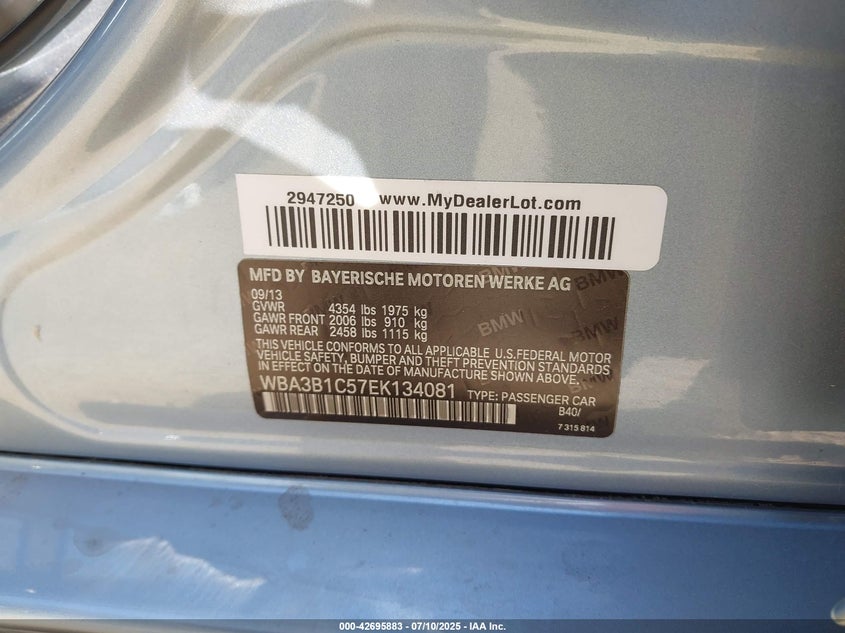 2947250 www.MyDealerLot.com
MFD BY BAYERISCHE MOTOREN WERKE AG
09/13
GVWR 4354 lbs 1975 kg
GAWR FRONT 2006 lbs 910 kg
GAWR REAR 2458 lbs 1115 kg
THIS VEHICLE CONFORMS TO ALL APPLICABLE U.S.FEDERAL MOTOR
VEHICLE SAFETY, BUMPER AND THEFT PREVENTION STANDARDS
IN EFFECT ON THE DATE OF MANUFACTURE SHOWN ABOVE.
WBA3B1C57EK134081 TYPE: PASSENGER CAR
B40/
7 315 814
BMW
BMW
BMW
000-42695883 / 07/10/2025 - IAA Inc.